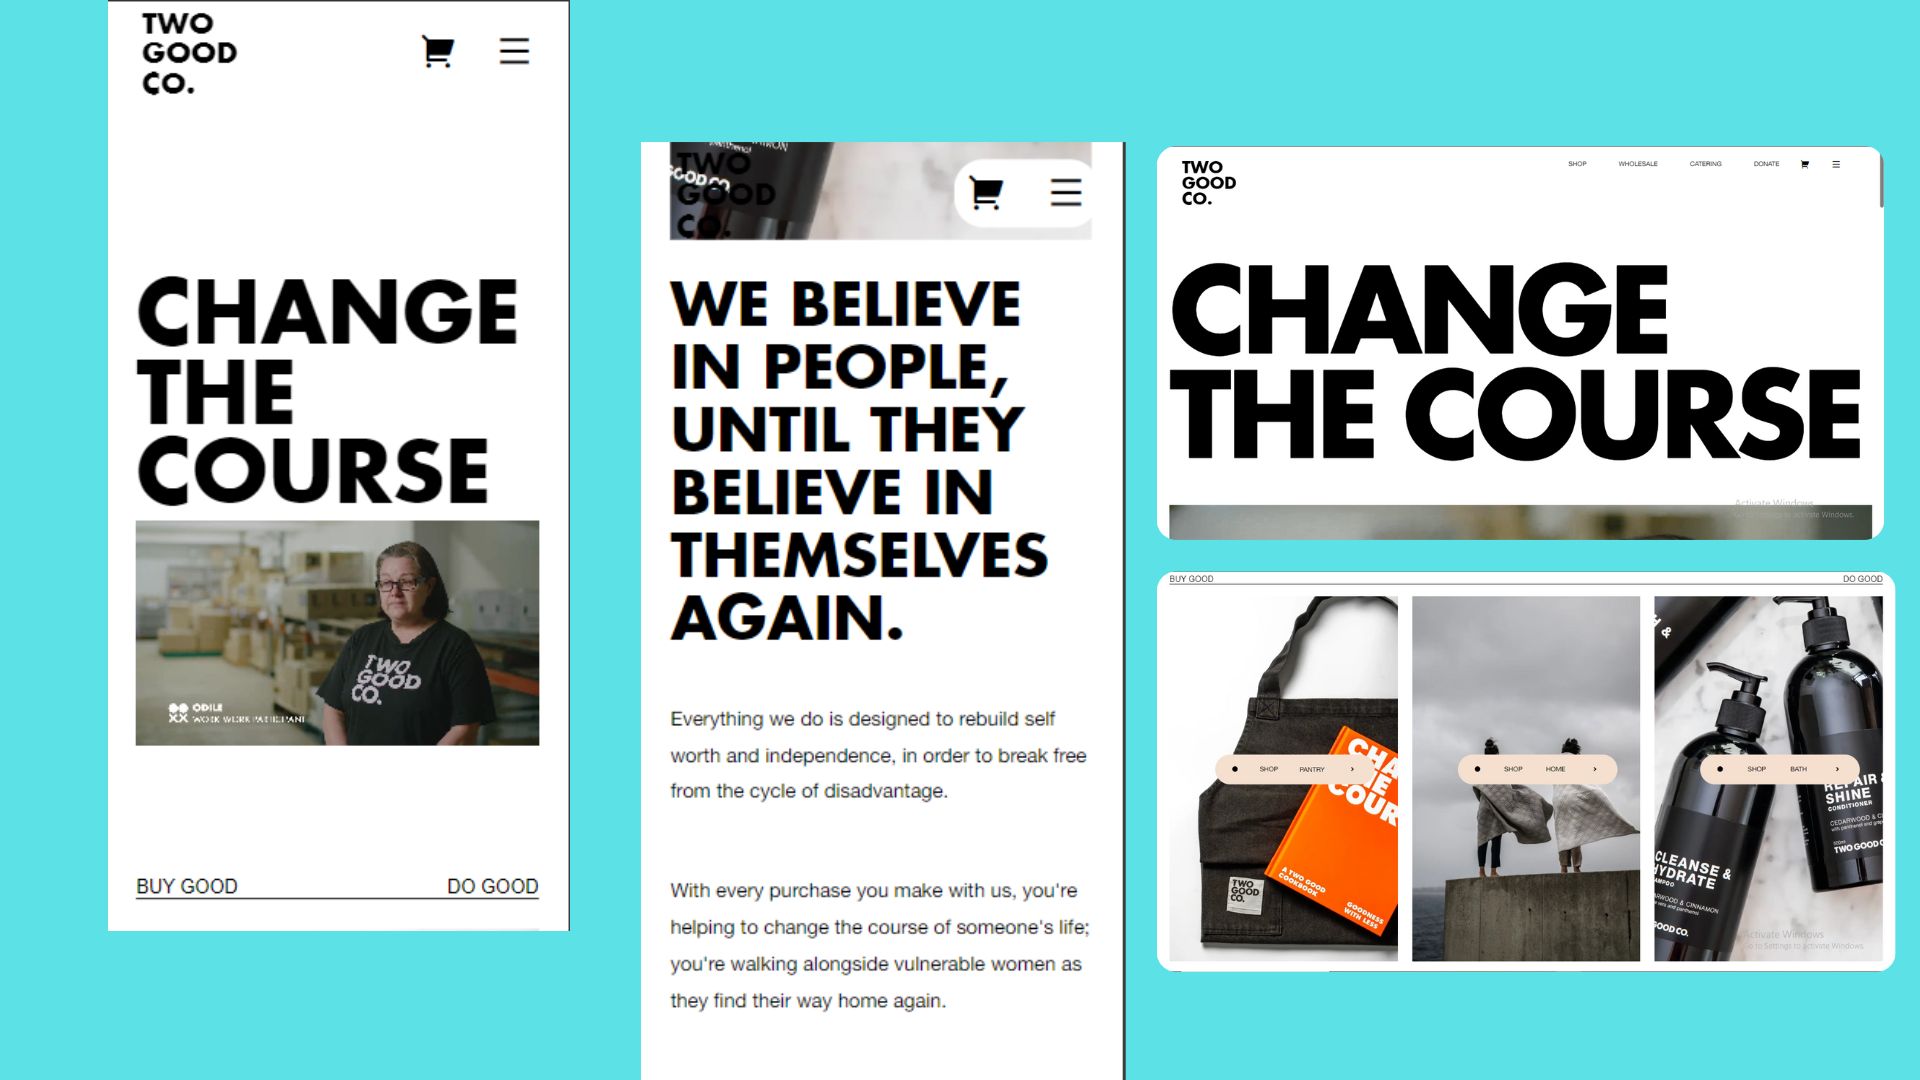 TWO
GOOD
CO.
CHANGE
THE
COURSE
TWO
GOOD
CO.
ODILE
WORK WORK PARTICIPANT
BUY GOOD
DO GOOD
TWO
GOOD
CO.
GOOD CO.
WE BELIEVE
IN PEOPLE,
UNTIL THEY
BELIEVE IN
THEMSELVES
AGAIN.
Everything we do is designed to rebuild self
worth and independence, in order to break free
from the cycle of disadvantage.
With every purchase you make with us, you're
helping to change the course of someone's life;
you're walking alongside vulnerable women as
they find their way home again.
TWO
GOOD
CO.
SHOP
WHOLESALE
CATERING
DONATE
CHANGE
THE COURSE
Activate Windows
Go to Settings to activate Windows.
BUY GOOD
DO GOOD
SHOP PANTRY
COUR
A TWO GOOD
COOKBOOK
GOODNESS
WITH LESS
TWO
GOOD
CO.
SHOP HOME
SHOP BATH
SHINE
CONDITIONER
CEDARWOOD &
TWO GOOD
CLEANSE &
HYDRATE
CINNAMON
GOOD CO.
Activate Windows
Go to Settings to activate Windows.